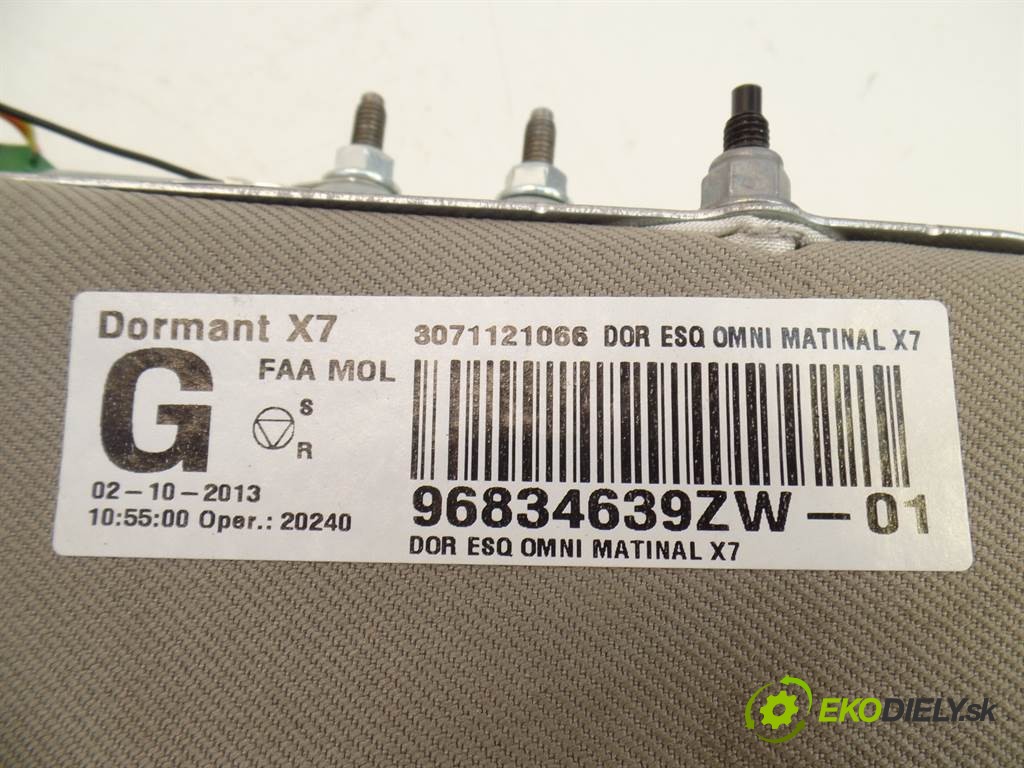 Dormant X7
3071121066 DOR ESQ OMNI MATINAL X7
G
FAA MOL
S
R
02-10-2013
10:55:00 Oper.: 20240
96834639ZW-01
DOR ESQ OMNI MATINAL X7
EKODIELY.sk